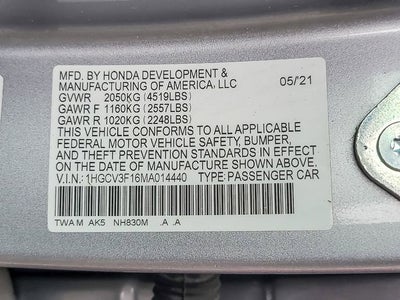 MFD. BY HONDA DEVELOPMENT &
MANUFACTURING OF AMERICA, LLC 05/'21
GVWR 2050KG (4519LBS)
GAWR F 1160KG (2557LBS)
GAWR R 1020KG (2248LBS)
THIS VEHICLE CONFORMS TO ALL APPLICABLE
FEDERAL MOTOR VEHICLE SAFETY, BUMPER,
AND THEFT PREVENTION STANDARDS IN EFFECT
ON THE DATE OF MANUFACTURE SHOWN ABOVE.
V.I.N.: 1HGCV3F16MA014440 TYPE: PASSENGER CAR
TWA M AK5 NH830M .A .A